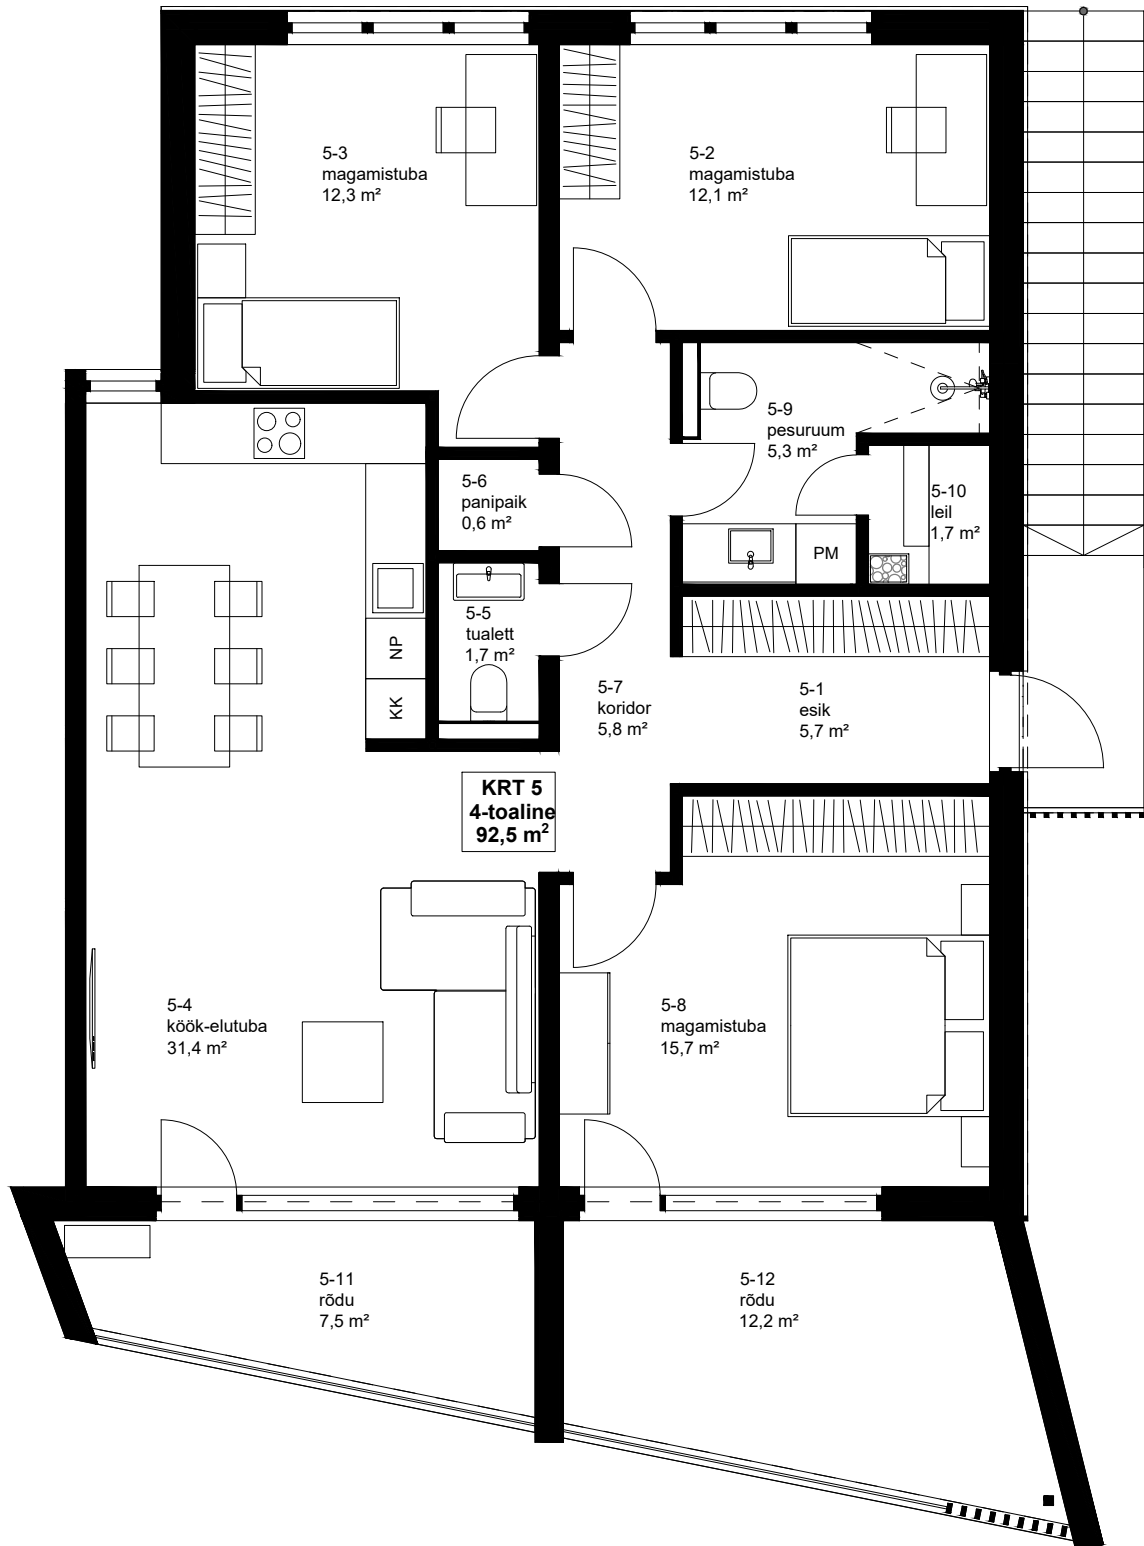 5-3
magamistuba
12,3 m²
5-2
magamistuba
12,1 m²
5-9
pesuruum
5,3 m²
5-6
panipaik
0,6 m²
5-10
leil
1,7 m²
PM
5-5
tualett
1,7 m²
NP
KK
5-7
koridor
5,8 m²
5-1
esik
5,7 m²
KRT 5
4-toaline
92,5 m²
5-4
köök-elutuba
31,4 m²
5-8
magamistuba
15,7 m²
5-11
rõdu
7,5 m²
5-12
rõdu
12,2 m²